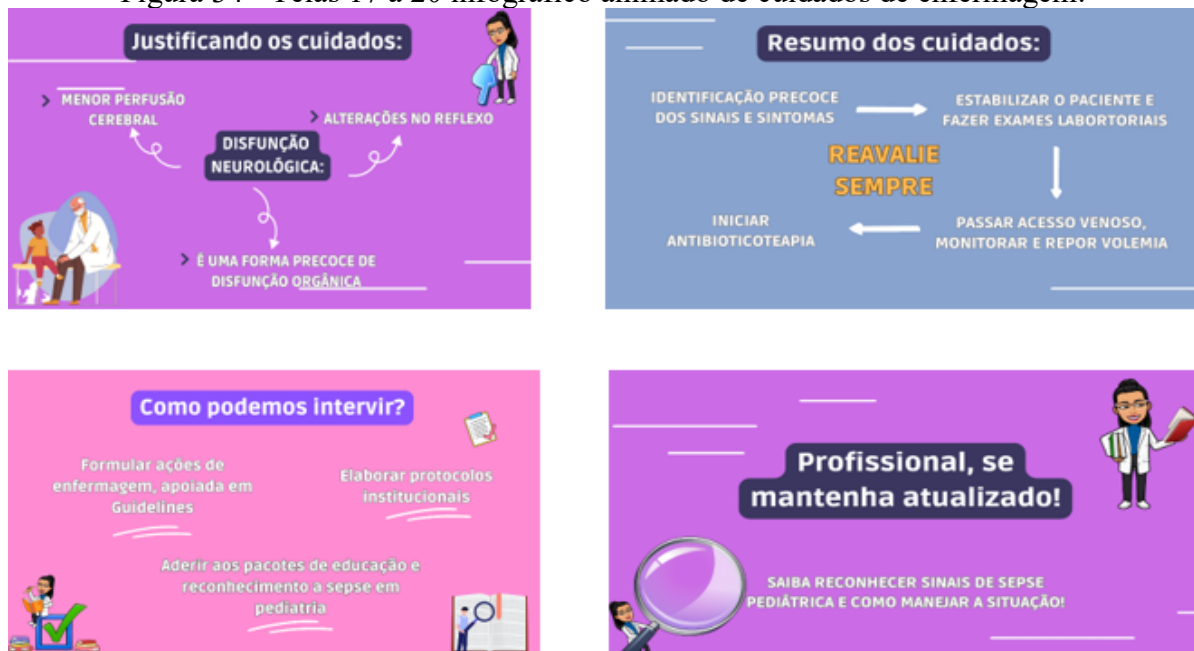 Justificando os cuidados:
MENOR PERFUSÃO
CEREBRAL
ALTERAÇÕES NO REFLEXO
DISFUNÇÃO
NEUROLÓGICA:
É UMA FORMA PRECOCE DE
DISFUNÇÃO ORGÂNICA
Resumo dos cuidados:
IDENTIFICAÇÃO PRECOCE
DOS SINAIS E SINTOMAS
ESTABILIZAR O PACIENTE E
FAZER EXAMES LABORTORIAIS
REAVALIE
SEMPRE
INICIAR
ANTIBIOTICOTEAPIA
PASSAR ACESSO VENOSO,
MONITORAR E REPOR VOLEMIA
Como podemos intervir?
Formular ações de
enfermagem, apoiada em
Guidelines
Elaborar protocolos
institucionais
Aderir aos pacotes de educação e
reconhecimento a sepse em
pediatria
Profissional, se
mantenha atualizado!
SAIBA RECONHECER SINAIS DE SEPSE
PEDIÁTRICA E COMO MANEJAR A SITUAÇÃO!